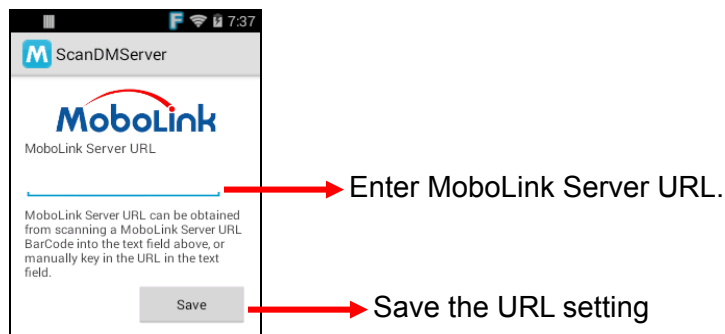 F 7:37
M ScanDMServer
MoboLink
MoboLink Server URL
Enter MoboLink Server URL.
MoboLink Server URL can be obtained
from scanning a MoboLink Server URL
BarCode into the text field above, or
manually key in the URL in the text
field.
Save
Save the URL setting